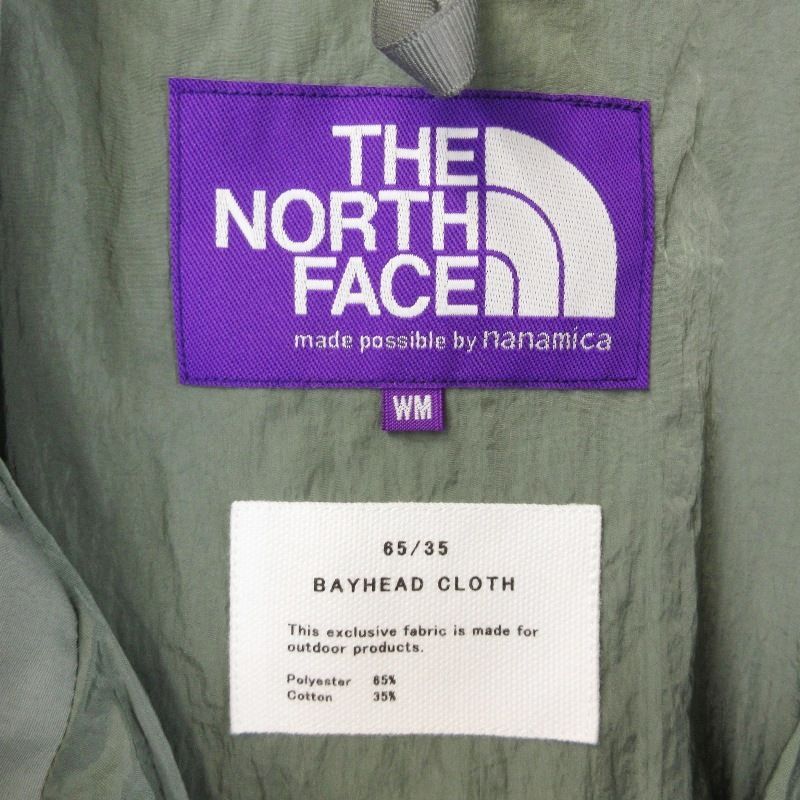 THE
NORTH
FACE
made possible by nanamica
WM
65/35
BAYHEAD CLOTH
This exclusive fabric is made for
outdoor products.
Polyester 65%
Cotton 35%